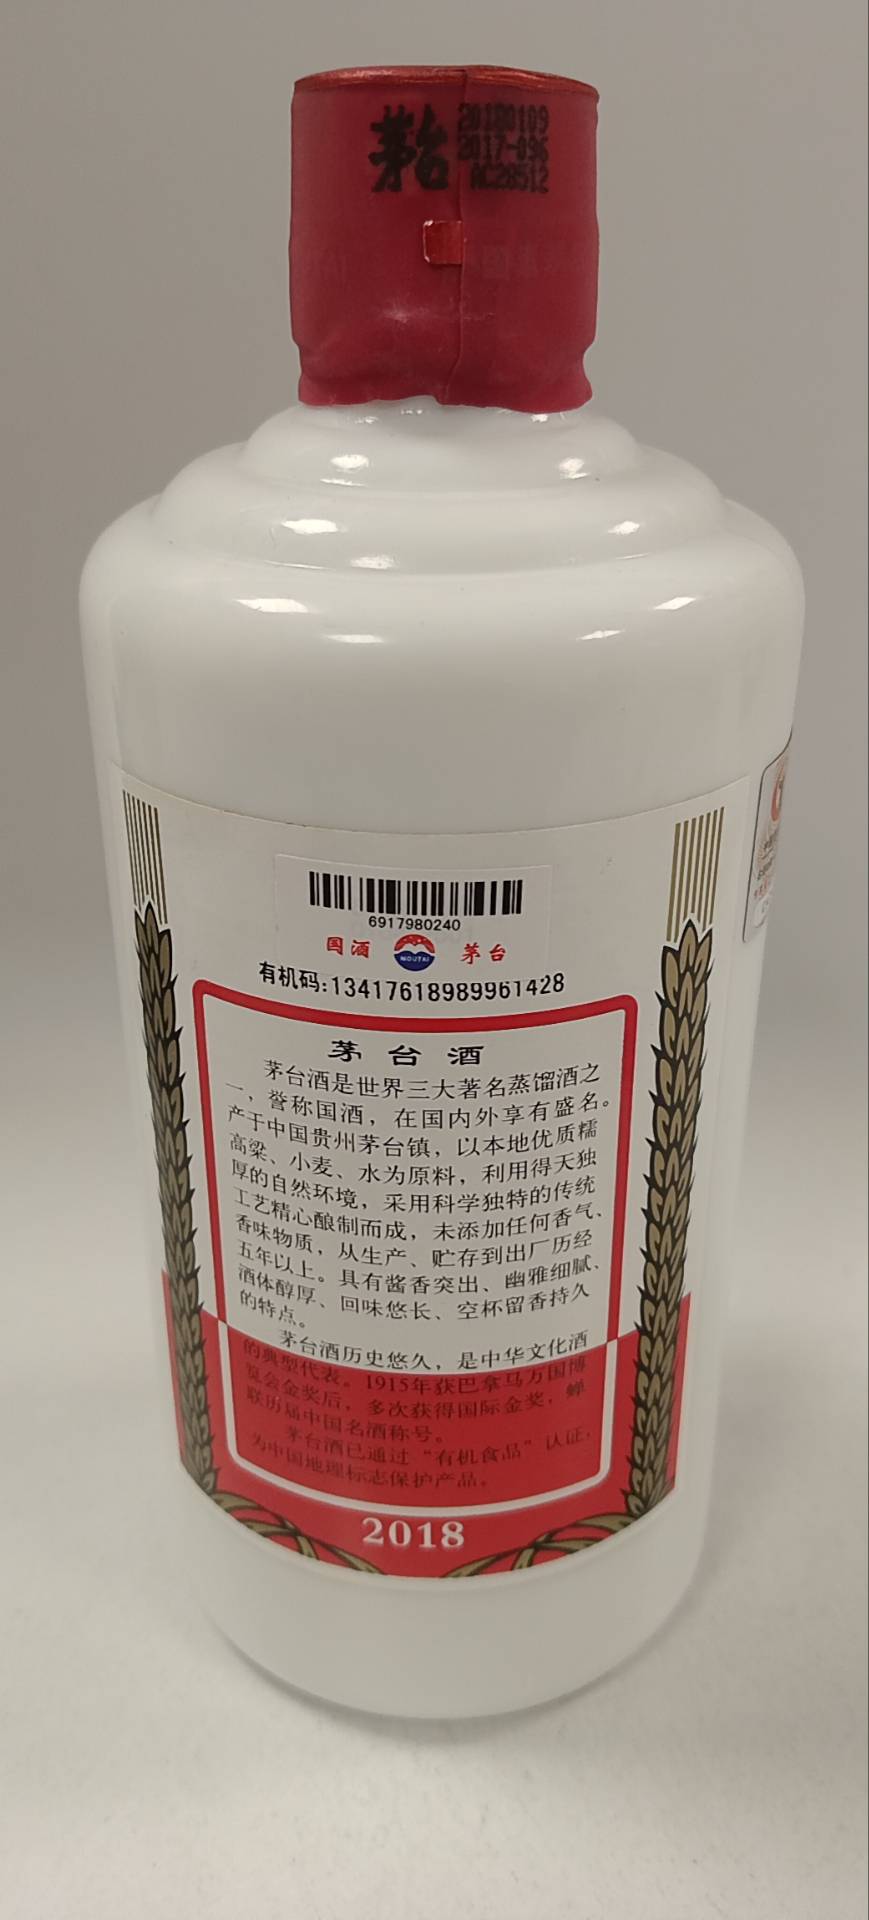 茅台
20180109
2017-096
AC28512
6917980240
国酒
MOUTAI
茅台
有机码:13417618989961428
茅台酒
茅台酒是世界三大著名蒸馏酒之
一，誉称国酒，在国内外享有盛名。
产于中国贵州茅台镇，以本地优质糯
高粱、小麦、水为原料，利用得天独
厚的自然环境，采用科学独特的传统
工艺精心酿制而成，未添加任何香气、
香味物质，从生产、贮存到出厂历经
五年以上。具有酱香突出、幽雅细腻、
酒体醇厚、回味悠长、空杯留香持久
的特点。
茅台酒历史悠久，是中华文化酒
的典型代表。1915年获巴拿马万国博
览会金奖后，多次获得国际金奖，蝉
联历届中国名酒称号。
茅台酒已通过“有机食品”认证，
为中国地理标志保护产品。
2018